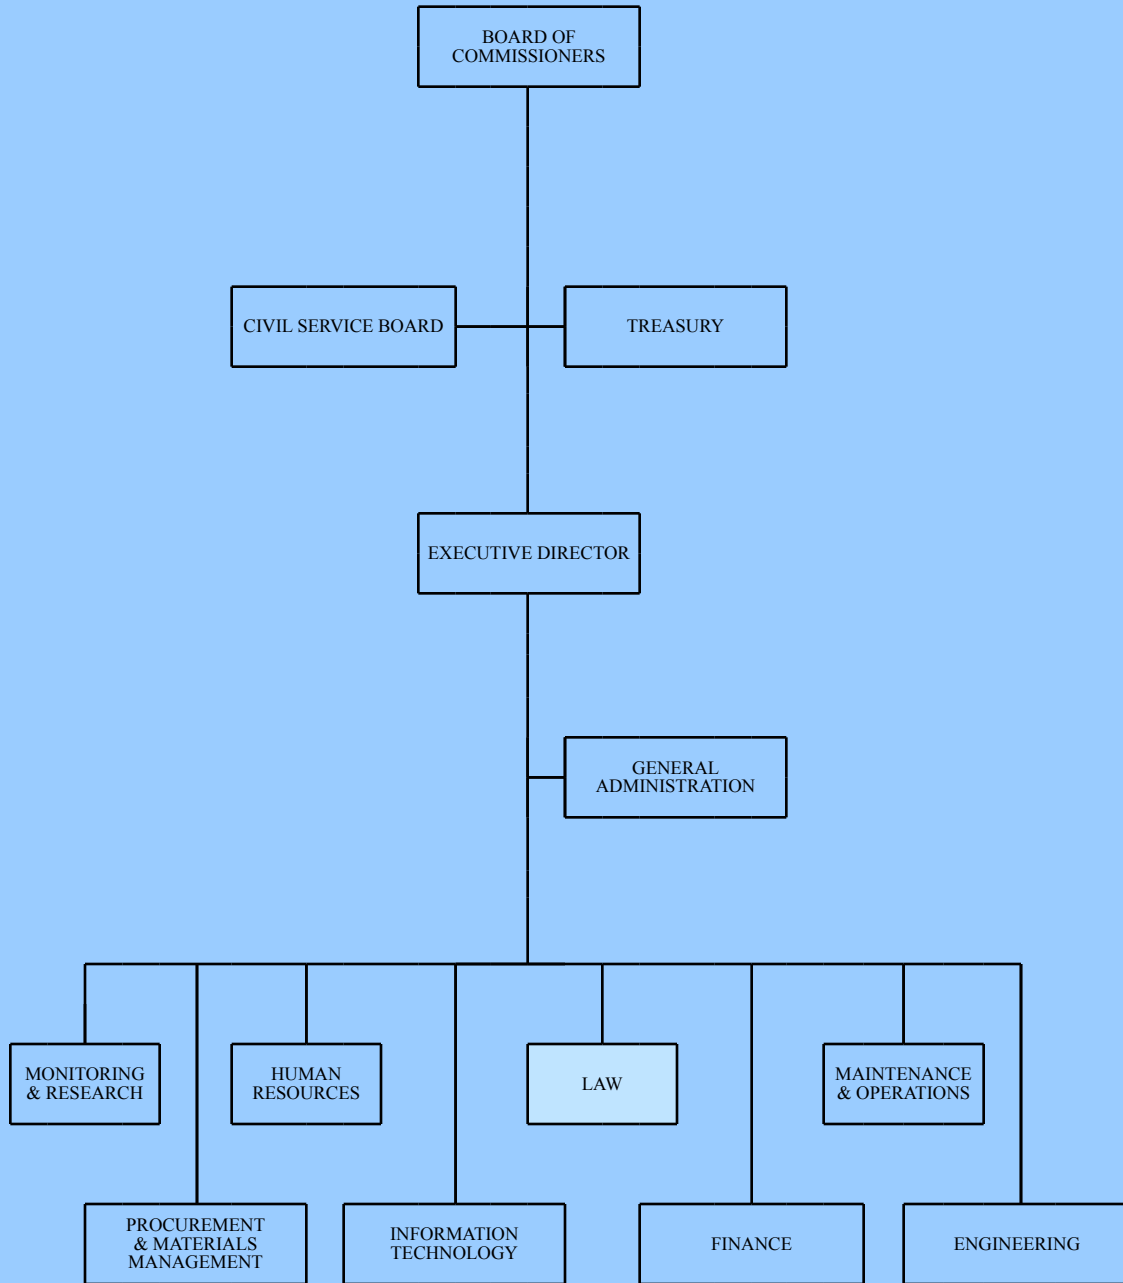 BOARD OF
COMMISSIONERS
CIVIL SERVICE BOARD
TREASURY
EXECUTIVE DIRECTOR
GENERAL
ADMINISTRATION
MONITORING
& RESEARCH
HUMAN
RESOURCES
LAW
MAINTENANCE
& OPERATIONS
PROCUREMENT
& MATERIALS
MANAGEMENT
INFORMATION
TECHNOLOGY
FINANCE
ENGINEERING